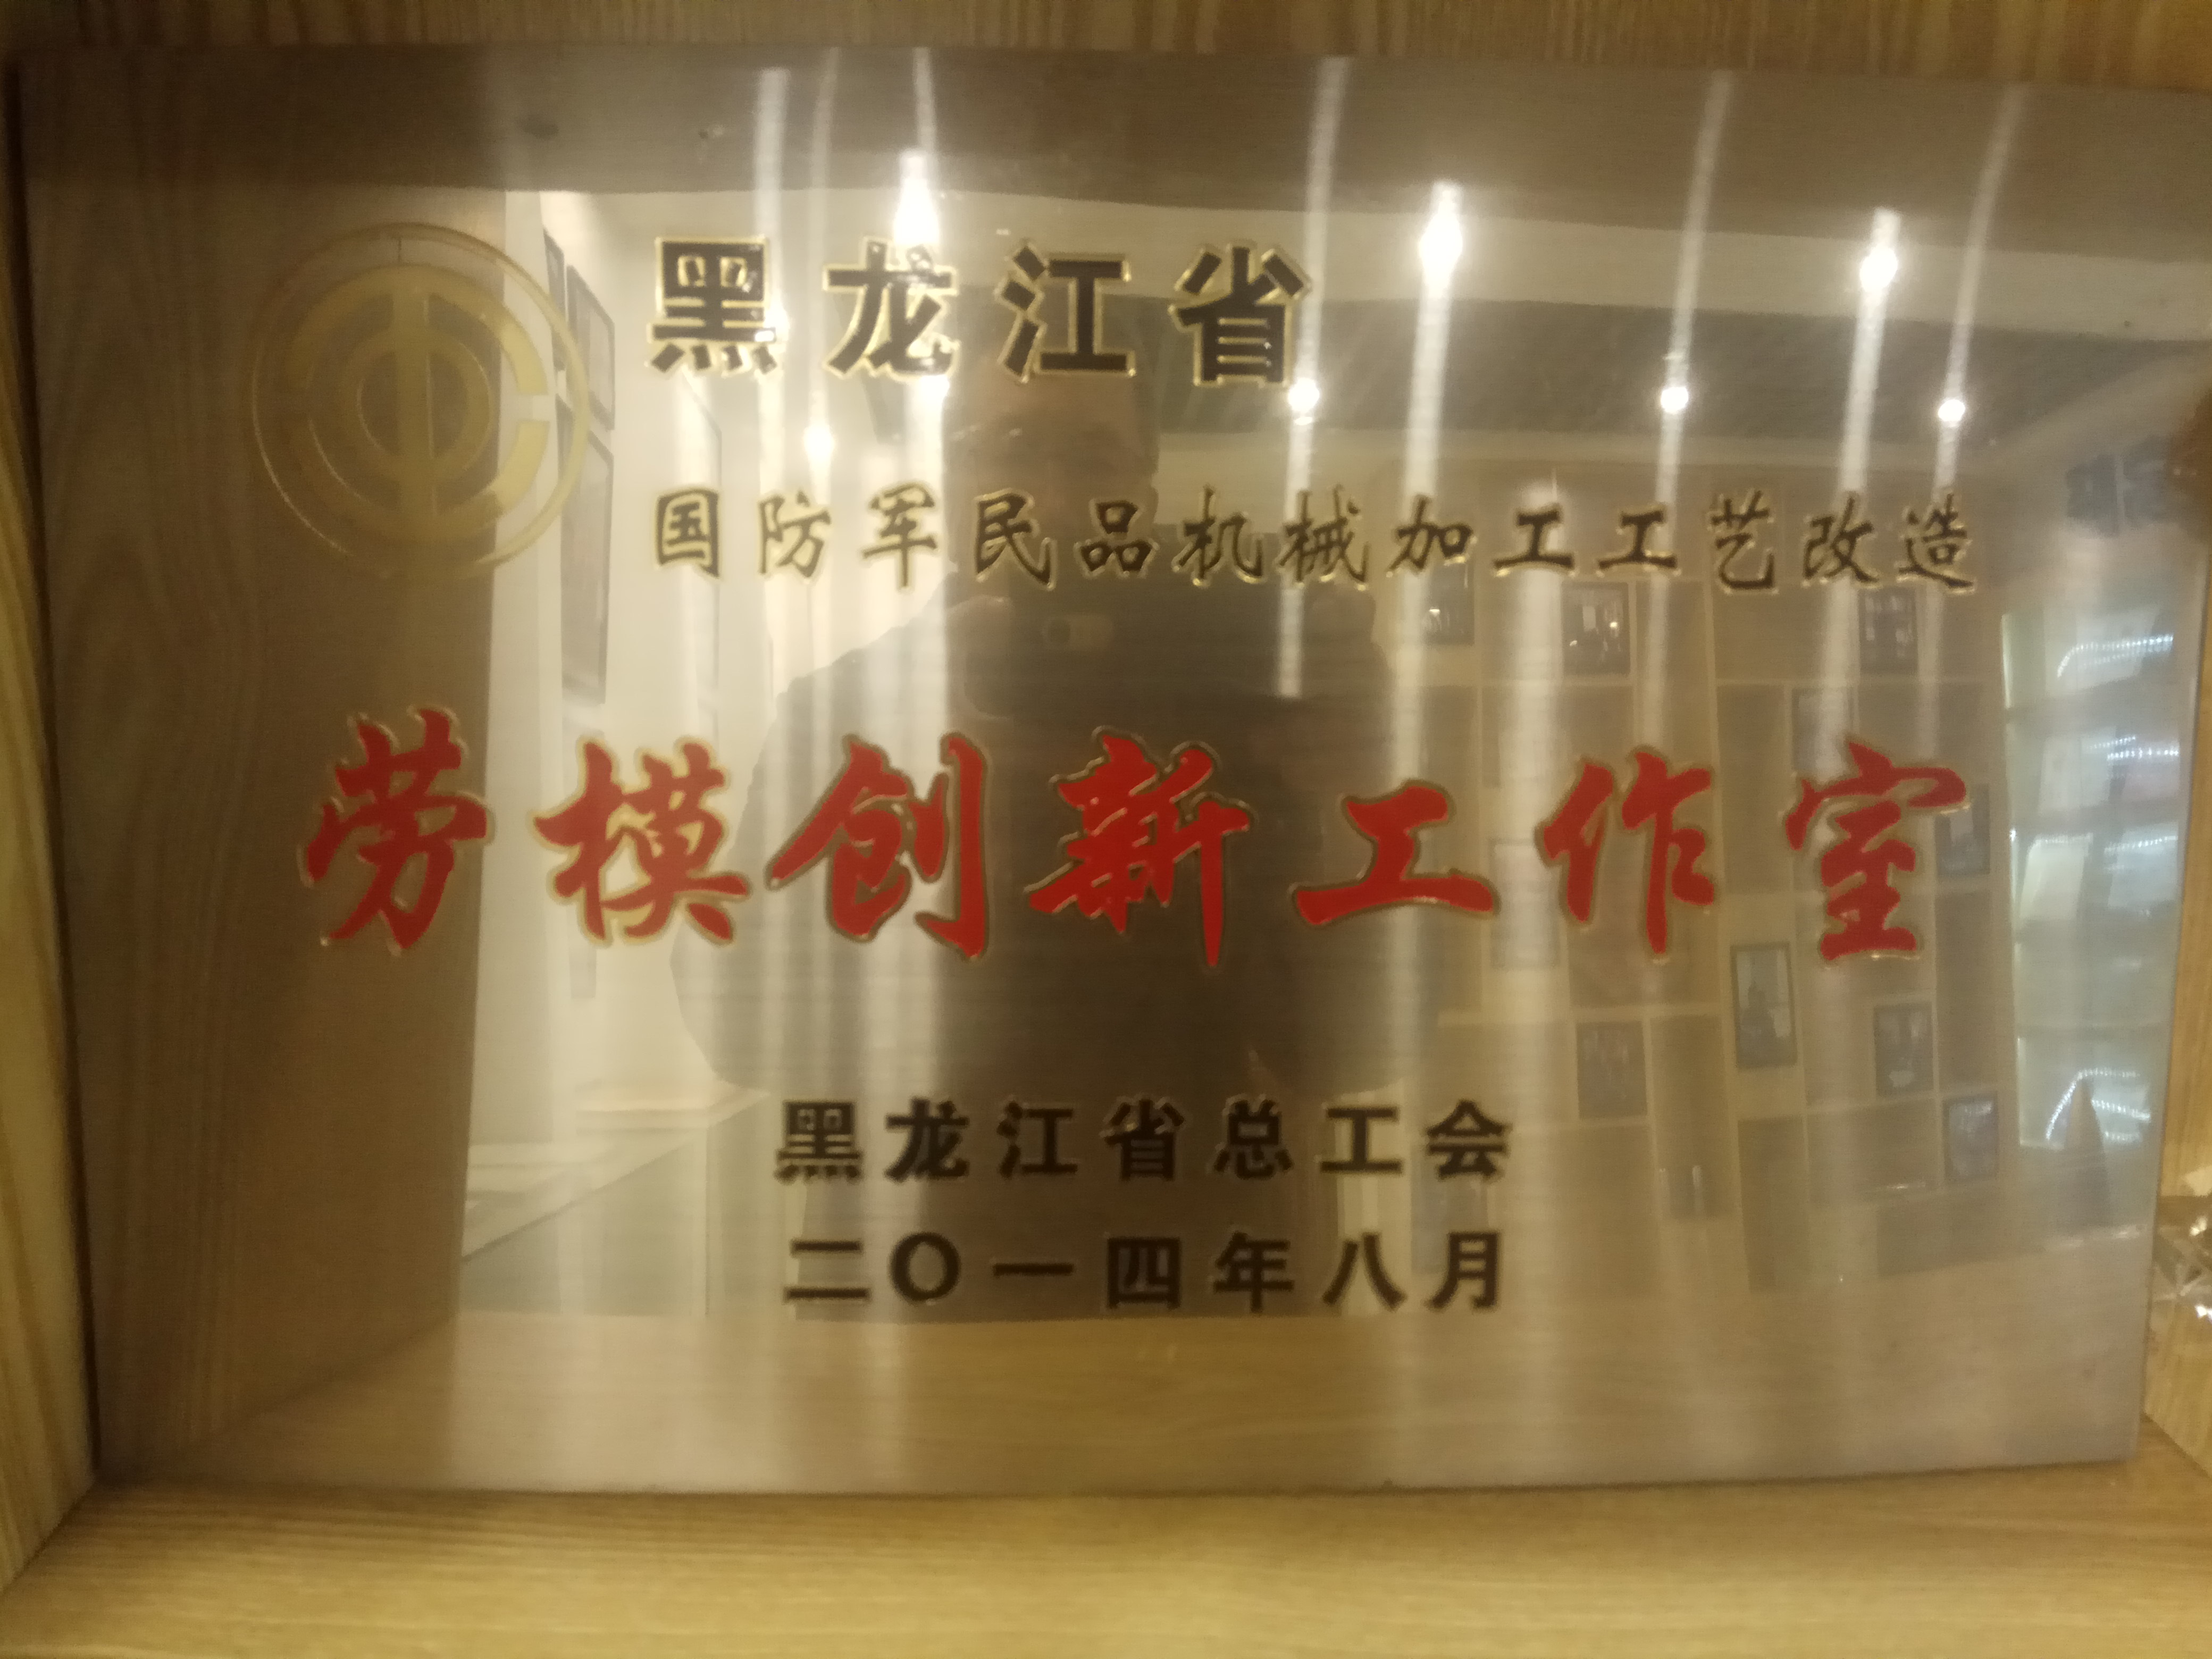 黑龙江省
国防军民品机械加工工艺改造
劳模创新工作室
黑龙江省总工会
二〇一四年八月